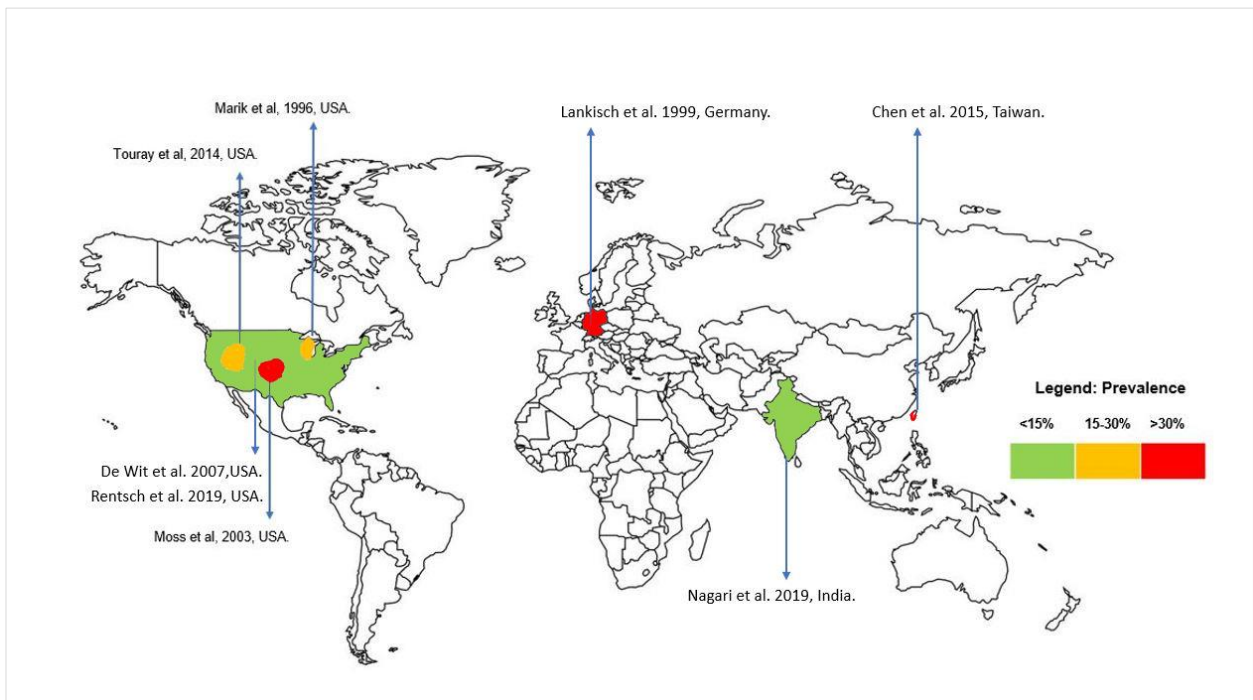 Marik et al, 1996, USA.
Lankisch et al. 1999, Germany.
Chen et al. 2015, Taiwan.
Touray et al, 2014, USA.
Legend: Prevalence
<15% 15-30% >30%
De Wit et al. 2007,USA.
Rentsch et al. 2019, USA.
Moss et al, 2003, USA.
Nagari et al. 2019, India.